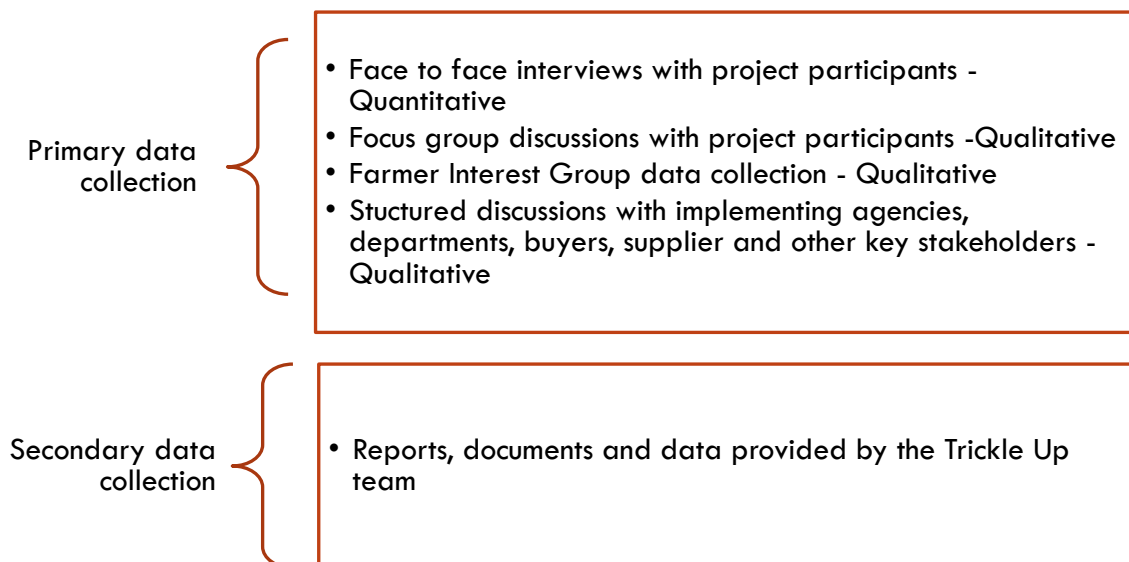 Primary data
collection
• Face to face interviews with project participants -
Quantitative
• Focus group discussions with project participants -Qualitative
• Farmer Interest Group data collection - Qualitative
• Stuctured discussions with implementing agencies,
departments, buyers, supplier and other key stakeholders -
Qualitative
Secondary data
collection
• Reports, documents and data provided by the Trickle Up
team